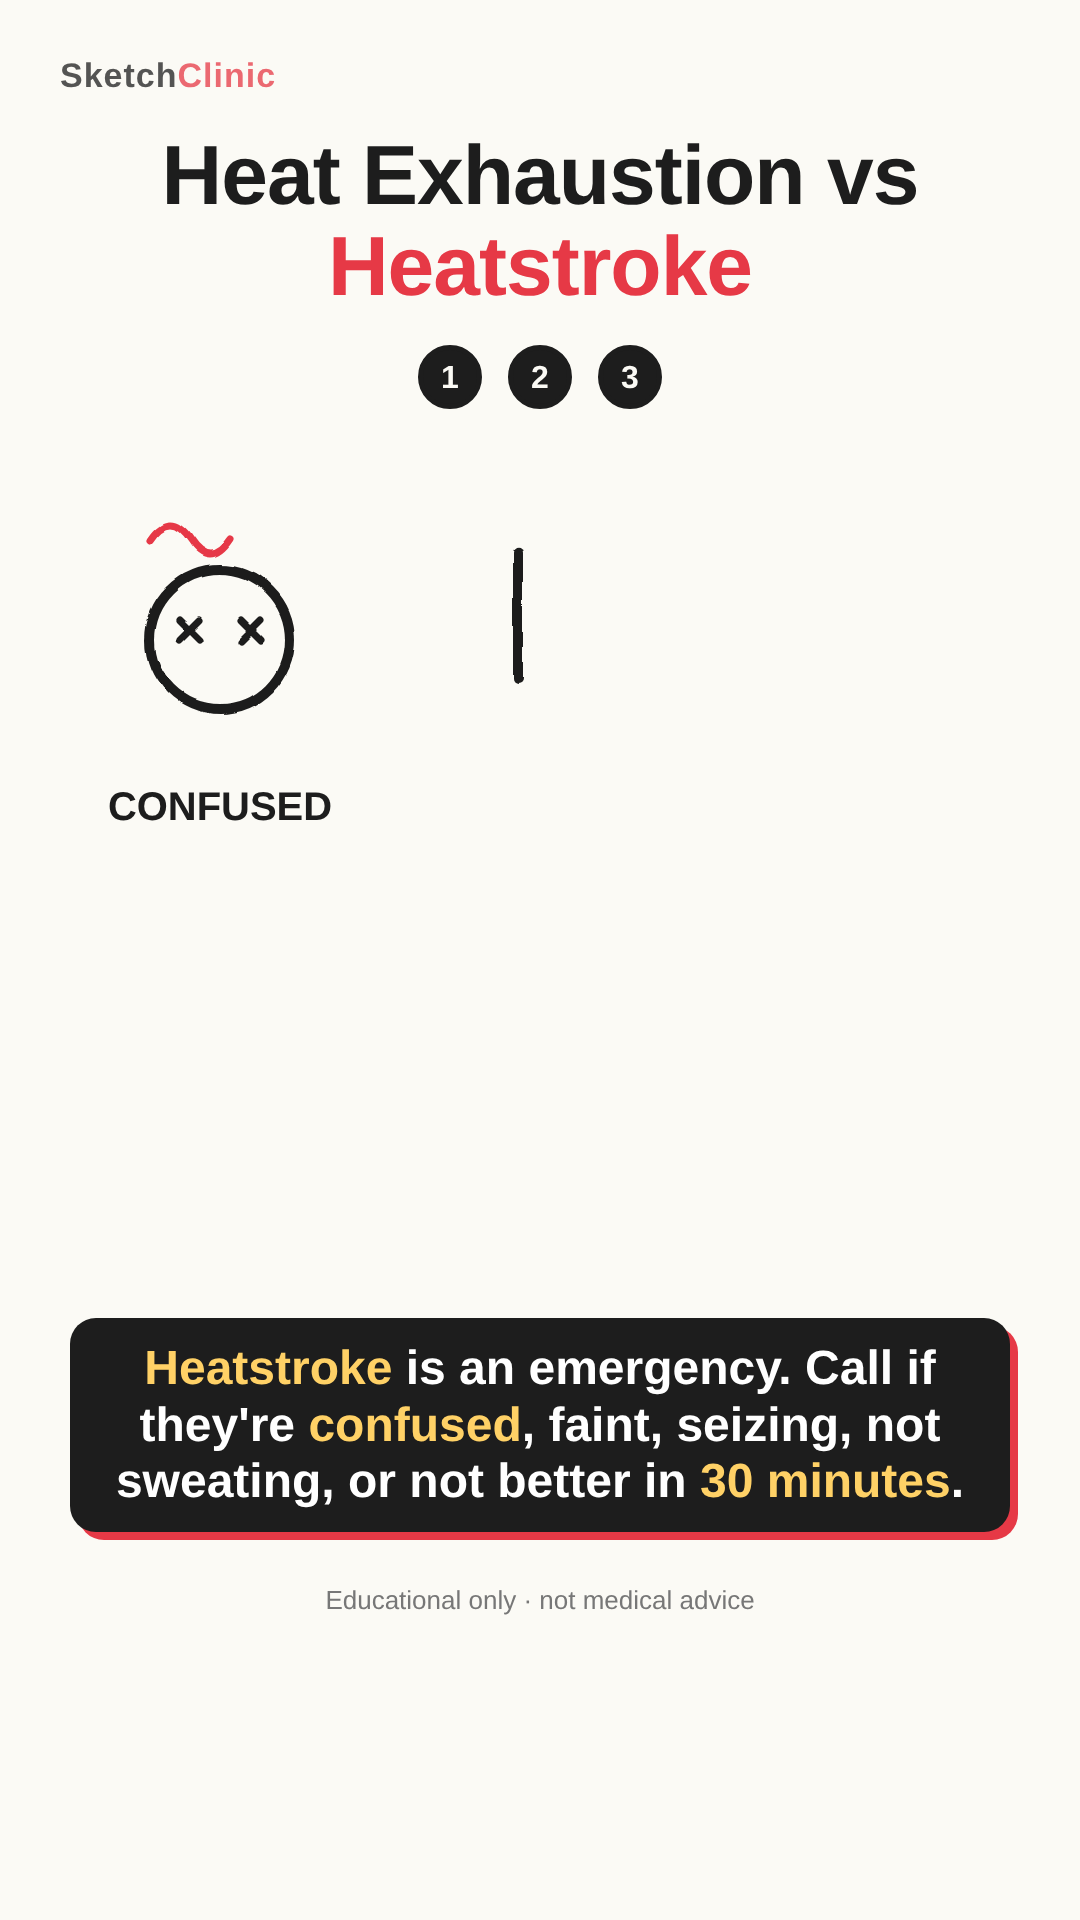 SketchClinic
Heat Exhaustion vs
Heatstroke
1 2 3
CONFUSED
Heatstroke is an emergency. Call if
they're confused, faint, seizing, not
sweating, or not better in 30 minutes.
Educational only · not medical advice